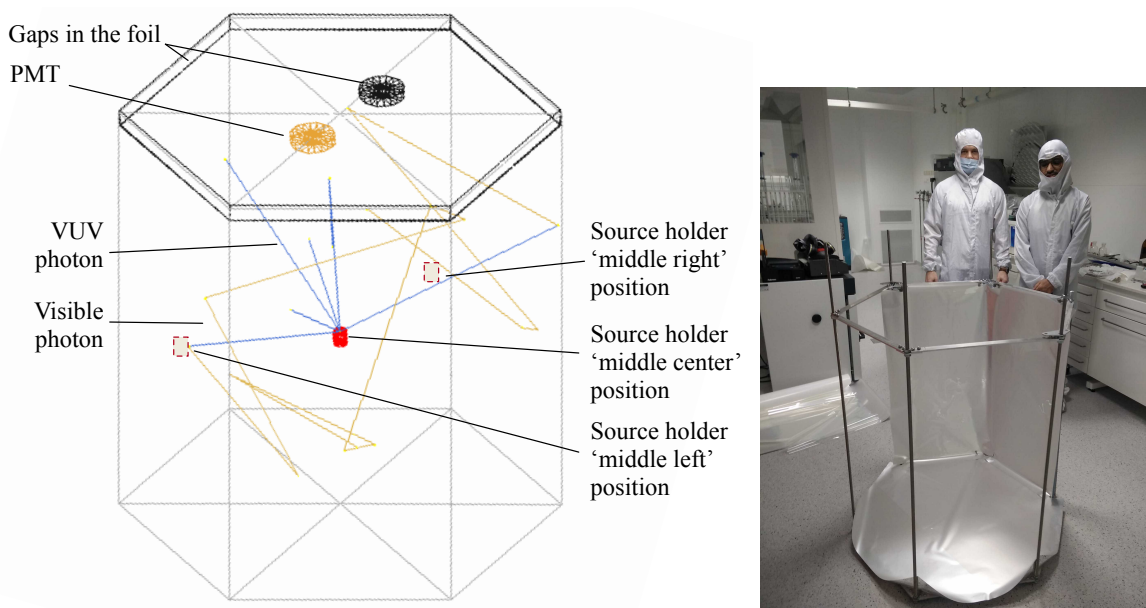 Gaps in the foil
PMT
VUV
photon
Visible
photon
Source holder
‘middle right’
position
Source holder
‘middle center’
position
Source holder
‘middle left’
position